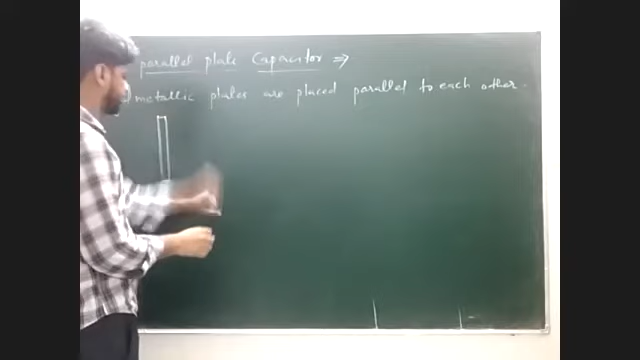 parallel plate Capacitor ⇒
metallic plates are placed parallel to each other.